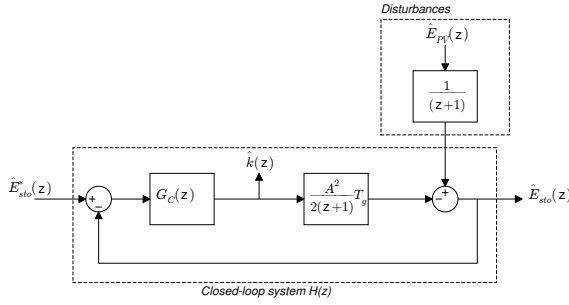 Disturbances
Ê_PV(z)
1
(z+1)
k̂(z)
Ê*_sto(z)
+
−
G_C(z)
A²
2(z+1)
T_g
−
+
Ê_sto(z)
Closed-loop system H(z)